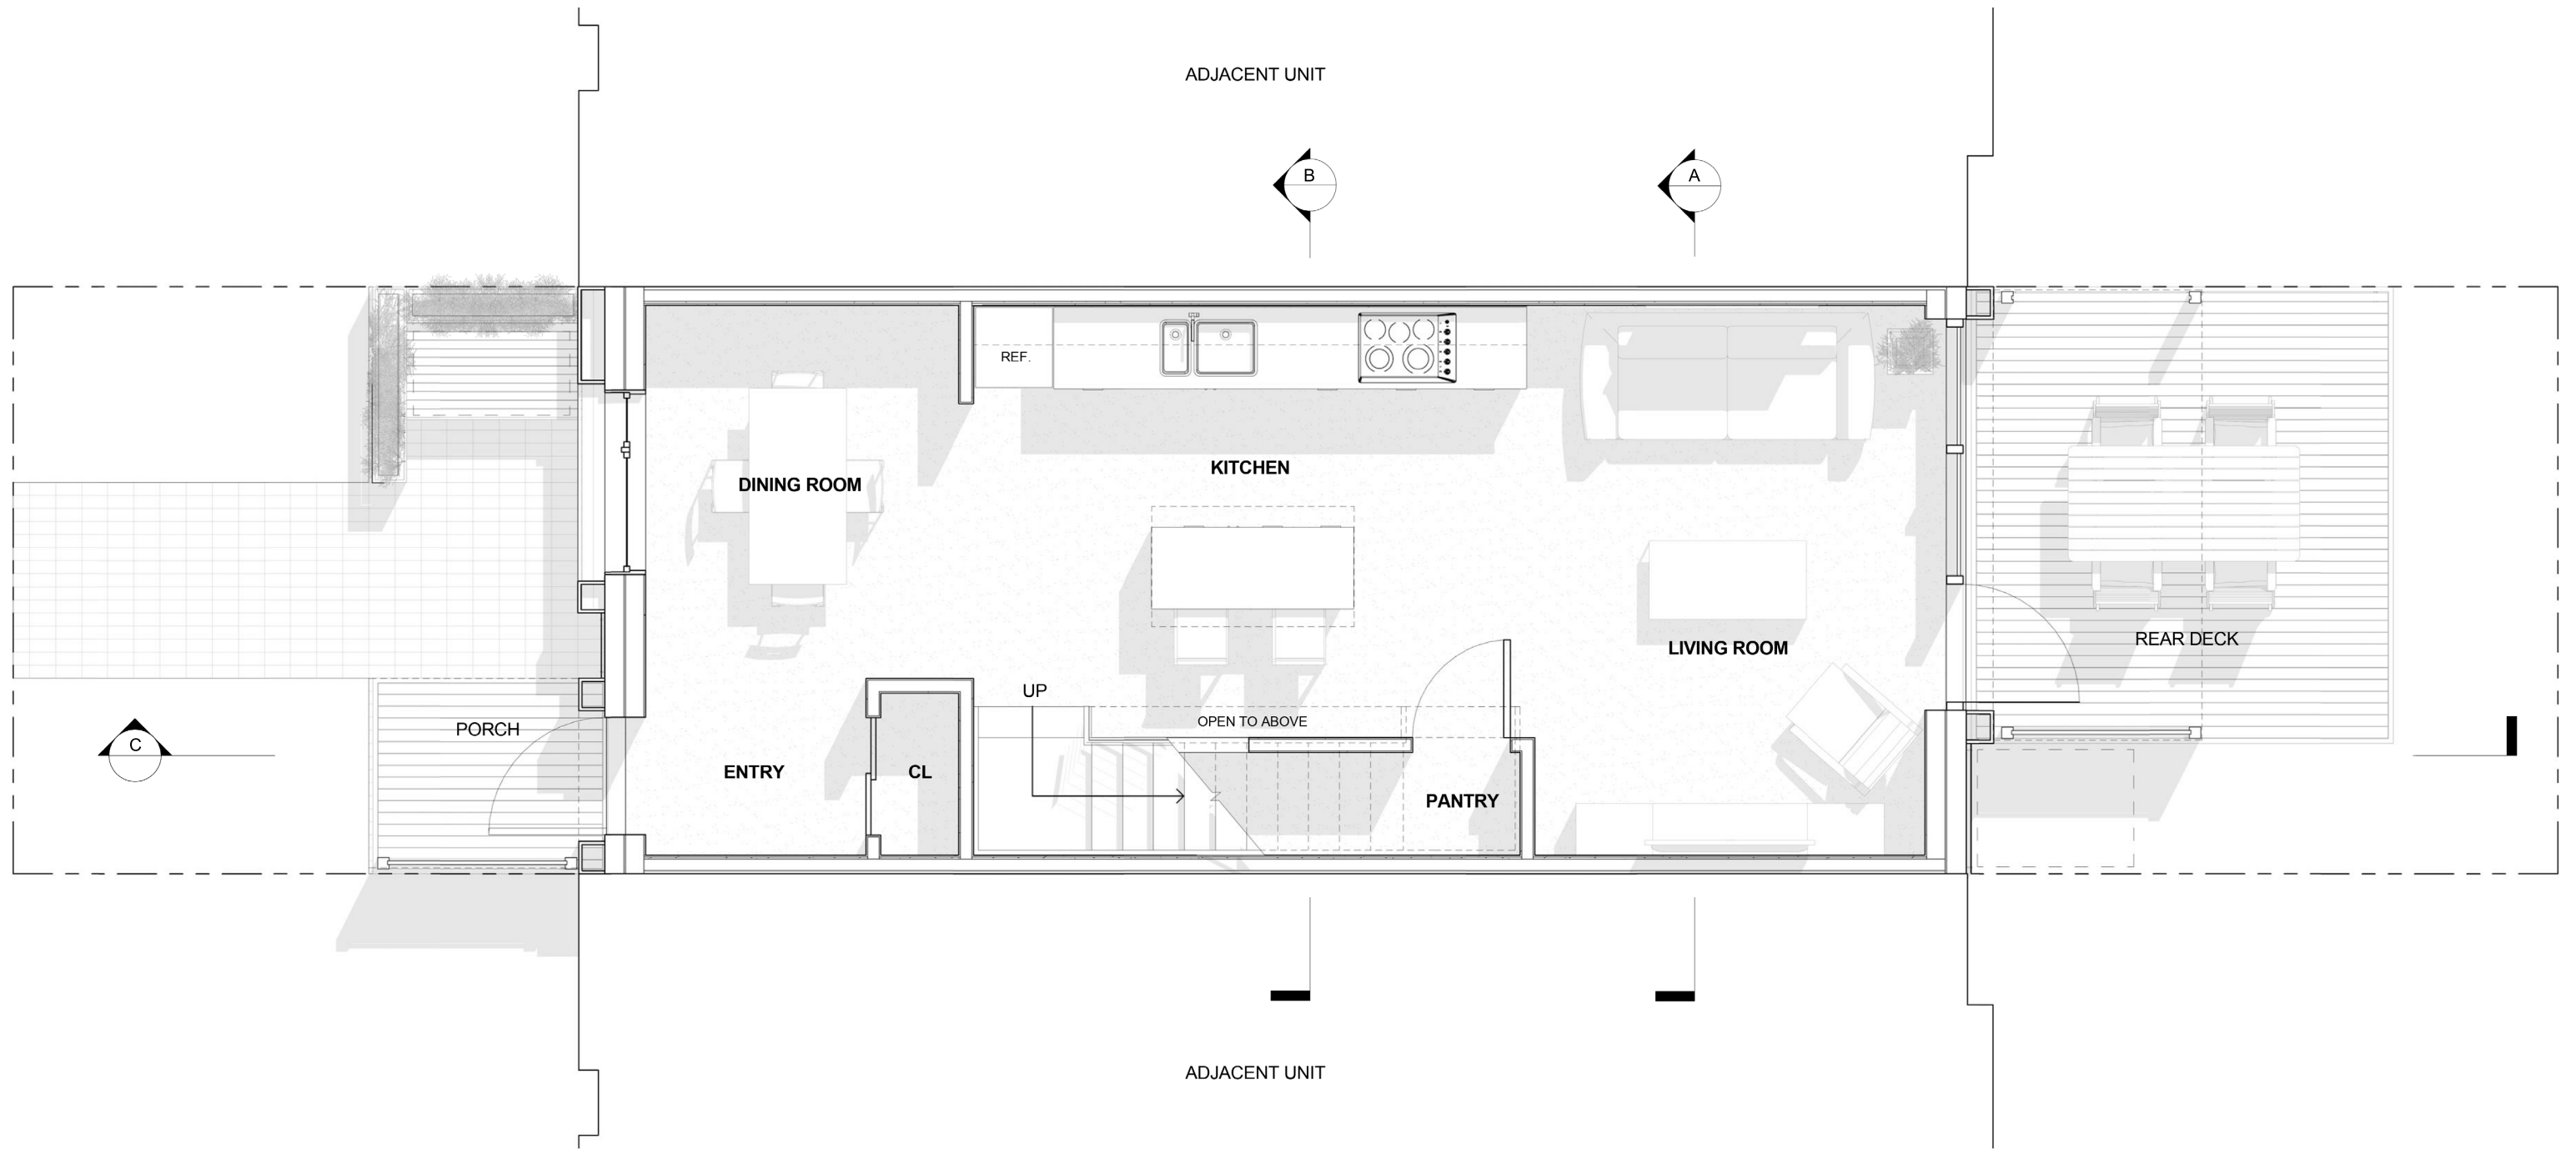 ADJACENT UNIT
B
A
REF.
KITCHEN
DINING ROOM
REAR DECK
LIVING ROOM
UP
OPEN TO ABOVE
PORCH
C
ENTRY
CL
PANTRY
ADJACENT UNIT